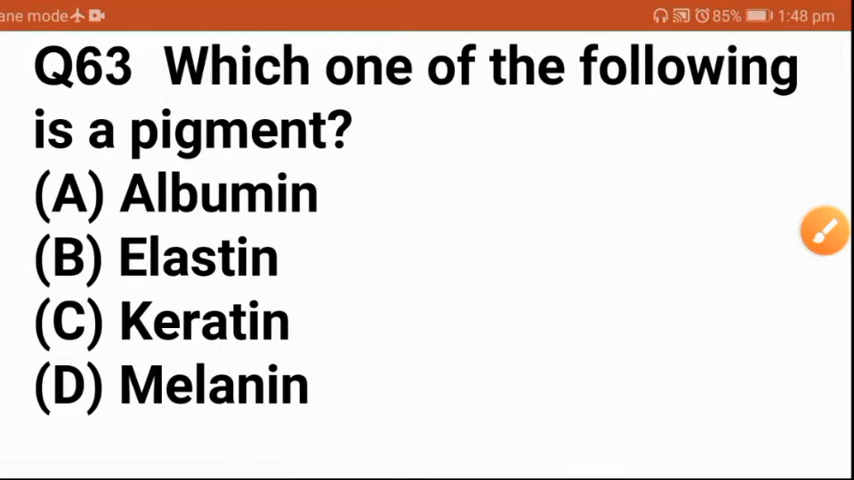 ane mode 85% 1:48 pm
Q63 Which one of the following
is a pigment?
(A) Albumin
(B) Elastin
(C) Keratin
(D) Melanin